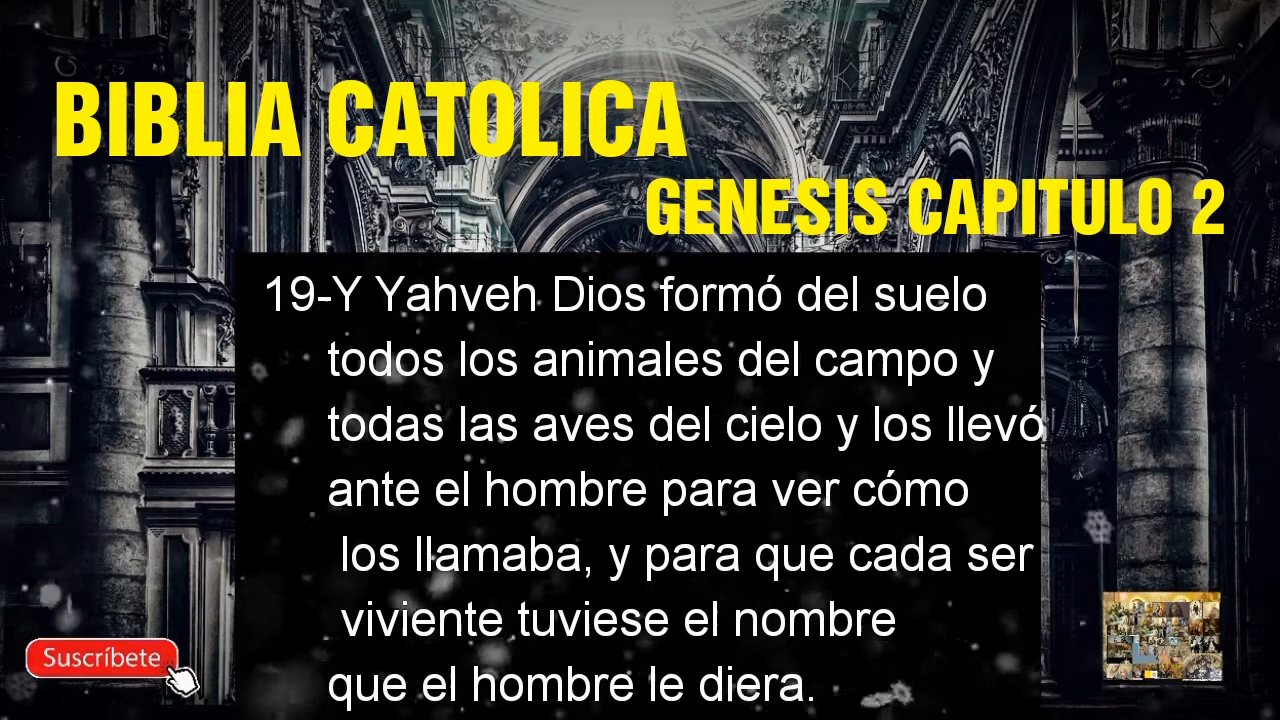 BIBLIA CATOLICA
GENESIS CAPITULO 2
19-Y Yahveh Dios formó del suelo
todos los animales del campo y
todas las aves del cielo y los llevó
ante el hombre para ver cómo
los llamaba, y para que cada ser
viviente tuviese el nombre
que el hombre le diera.
Suscríbete